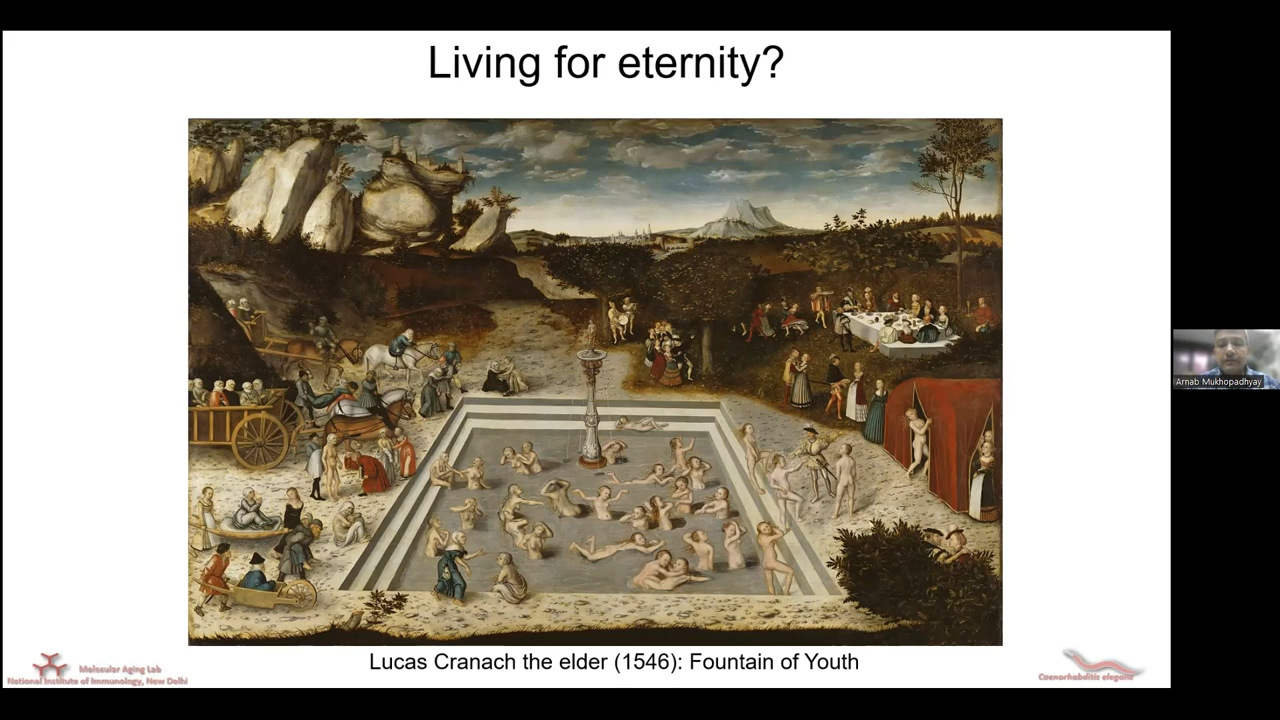 Living for eternity?
Arnab Mukhopadhyay
Lucas Cranach the elder (1546): Fountain of Youth
Molecular Aging Lab
National Institute of Immunology, New Delhi
Caenorhabditis elegans